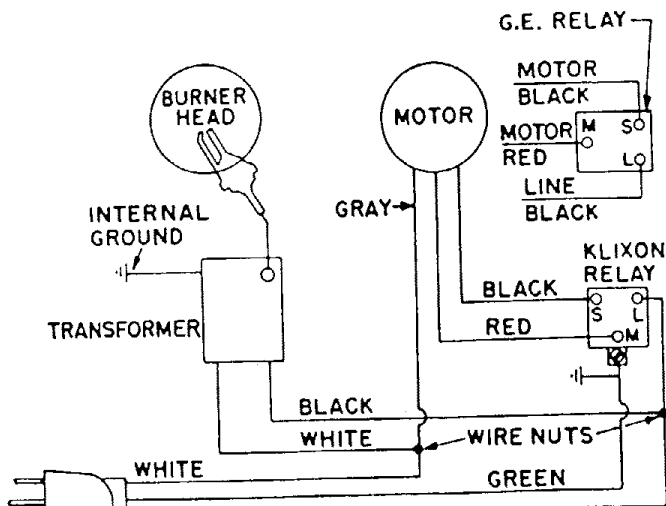 G.E. RELAY
MOTOR
BLACK
BURNER
HEAD
MOTOR
M
S
L
MOTOR
RED
LINE
BLACK
GRAY
INTERNAL
GROUND
KLIXON
RELAY
BLACK
S
L
M
RED
TRANSFORMER
BLACK
WHITE
WIRE NUTS
WHITE
GREEN